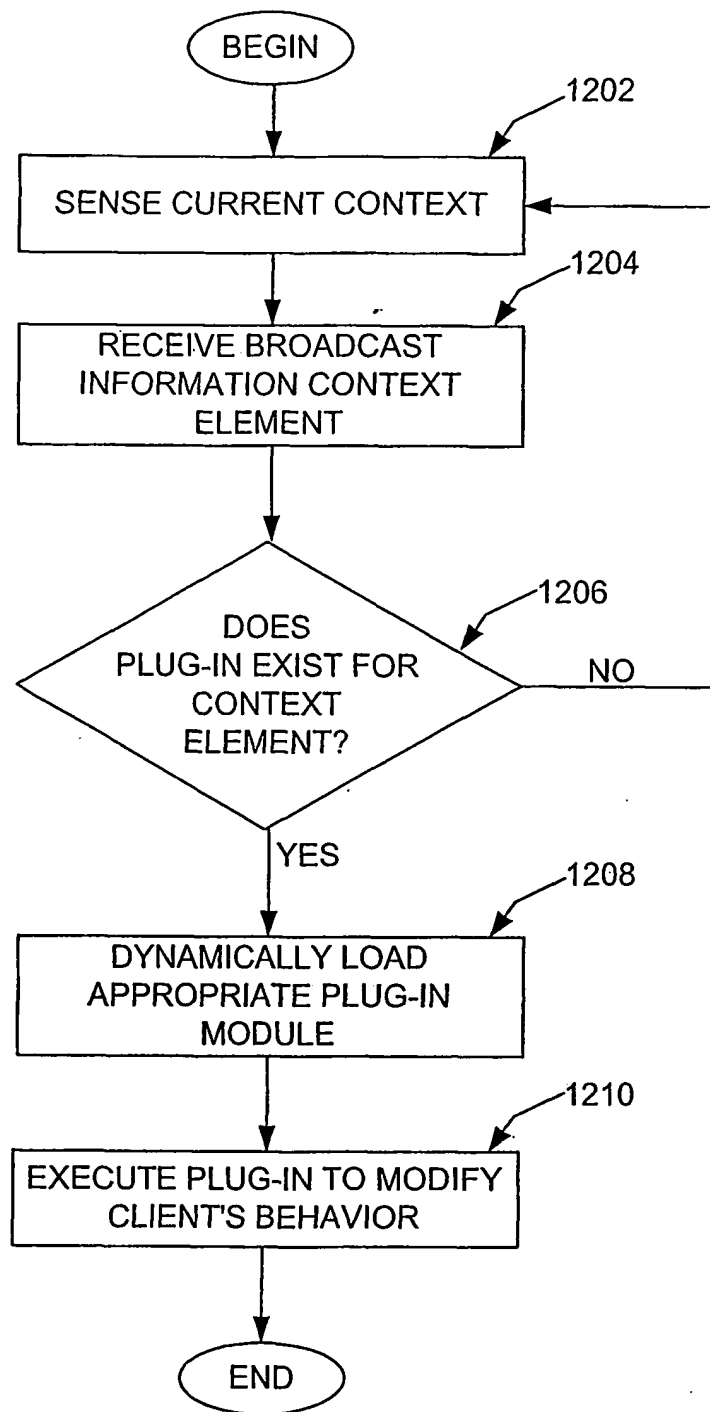 BEGIN
1202
SENSE CURRENT CONTEXT
1204
RECEIVE BROADCAST
INFORMATION CONTEXT
ELEMENT
1206
DOES
PLUG-IN EXIST FOR
CONTEXT
ELEMENT?
NO
YES
1208
DYNAMICALLY LOAD
APPROPRIATE PLUG-IN
MODULE
1210
EXECUTE PLUG-IN TO MODIFY
CLIENT'S BEHAVIOR
END